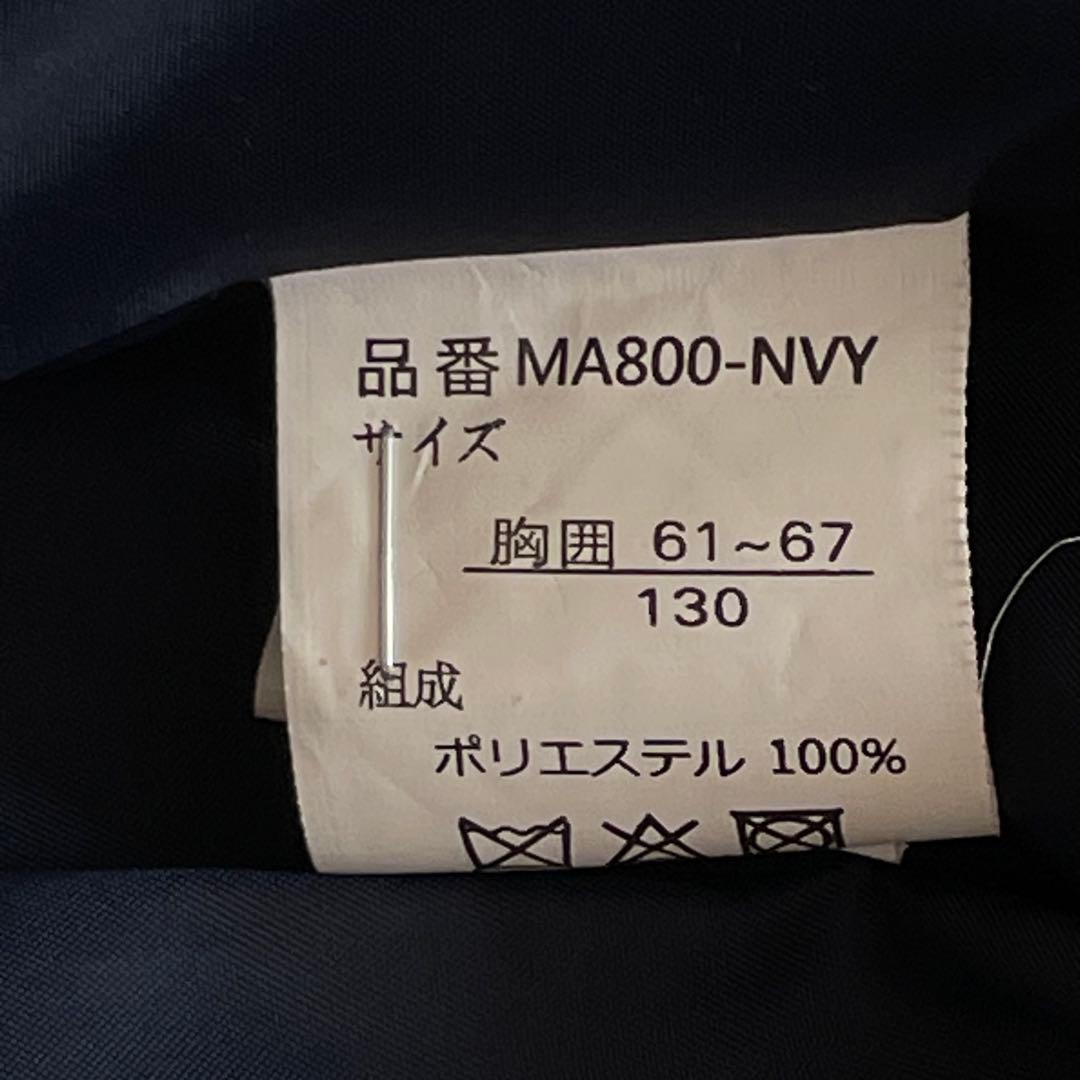 品番 MA800-NVY
サイズ
胸囲 61~67
130
組成
ポリエステル 100%